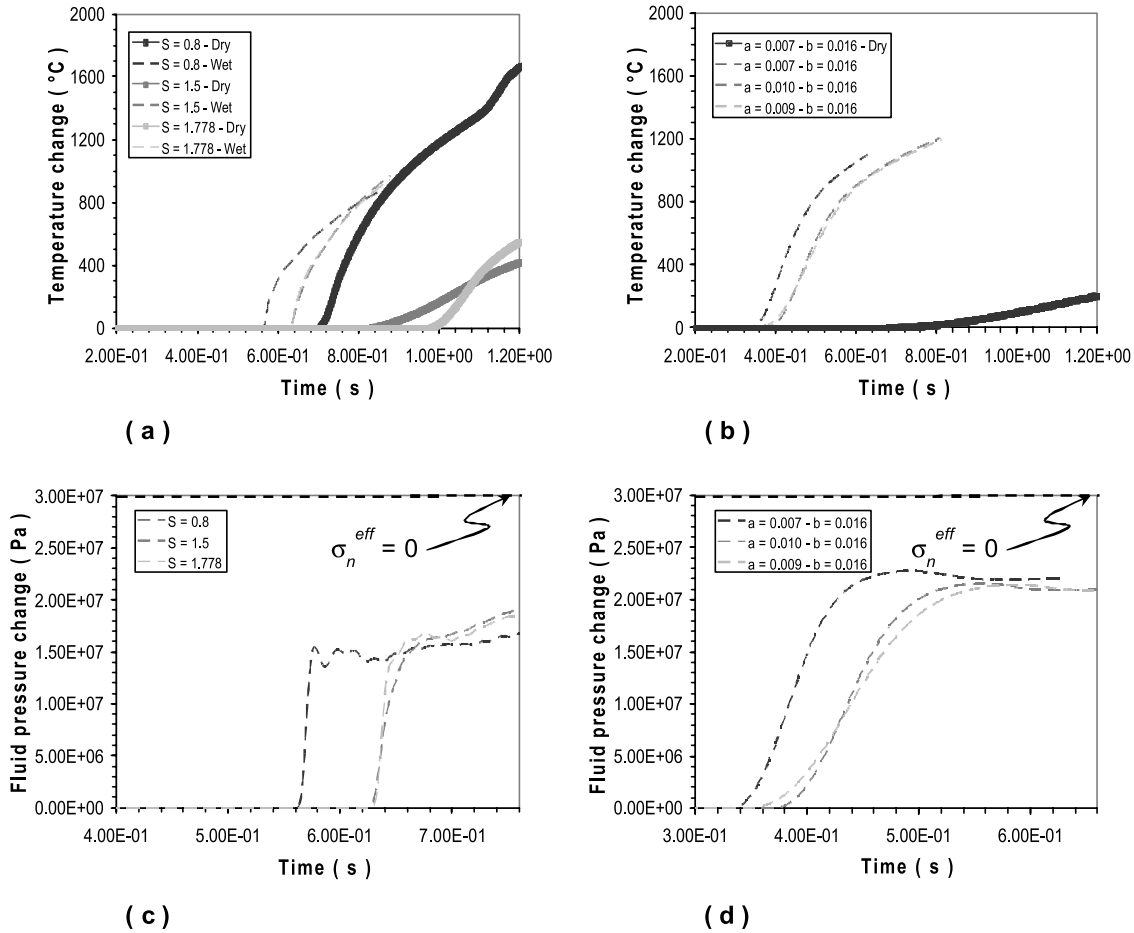 2000
1600
1200
800
400
0
Temperature change ( °C )
S = 0.8 - Dry
S = 0.8 - Wet
S = 1.5 - Dry
S = 1.5 - Wet
S = 1.778 - Dry
S = 1.778 - Wet
2.00E-01 4.00E-01 6.00E-01 8.00E-01 1.00E+00 1.20E+00
Time ( s )
( a )
2000
1600
1200
800
400
0
Temperature change ( °C )
a = 0.007 - b = 0.016 - Dry
a = 0.007 - b = 0.016
a = 0.010 - b = 0.016
a = 0.009 - b = 0.016
2.00E-01 4.00E-01 6.00E-01 8.00E-01 1.00E+00 1.20E+00
Time ( s )
( b )
3.00E+07
2.50E+07
2.00E+07
1.50E+07
1.00E+07
5.00E+06
0.00E+00
Fluid pressure change ( Pa )
S = 0.8
S = 1.5
S = 1.778
σn eff = 0
4.00E-01 5.00E-01 6.00E-01 7.00E-01
Time ( s )
( c )
3.00E+07
2.50E+07
2.00E+07
1.50E+07
1.00E+07
5.00E+06
0.00E+00
Fluid pressure change ( Pa )
a = 0.007 - b = 0.016
a = 0.010 - b = 0.016
a = 0.009 - b = 0.016
σn eff = 0
3.00E-01 4.00E-01 5.00E-01 6.00E-01
Time ( s )
( d )